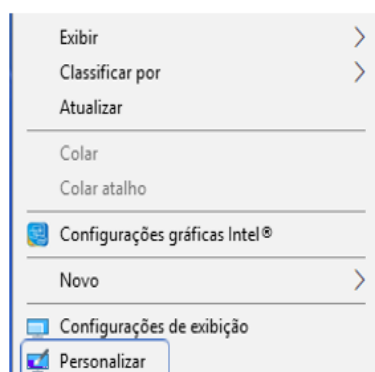 Exibir
Classificar por
Atualizar
Colar
Colar atalho
Configurações gráficas Intel®
Novo
Configurações de exibição
Personalizar